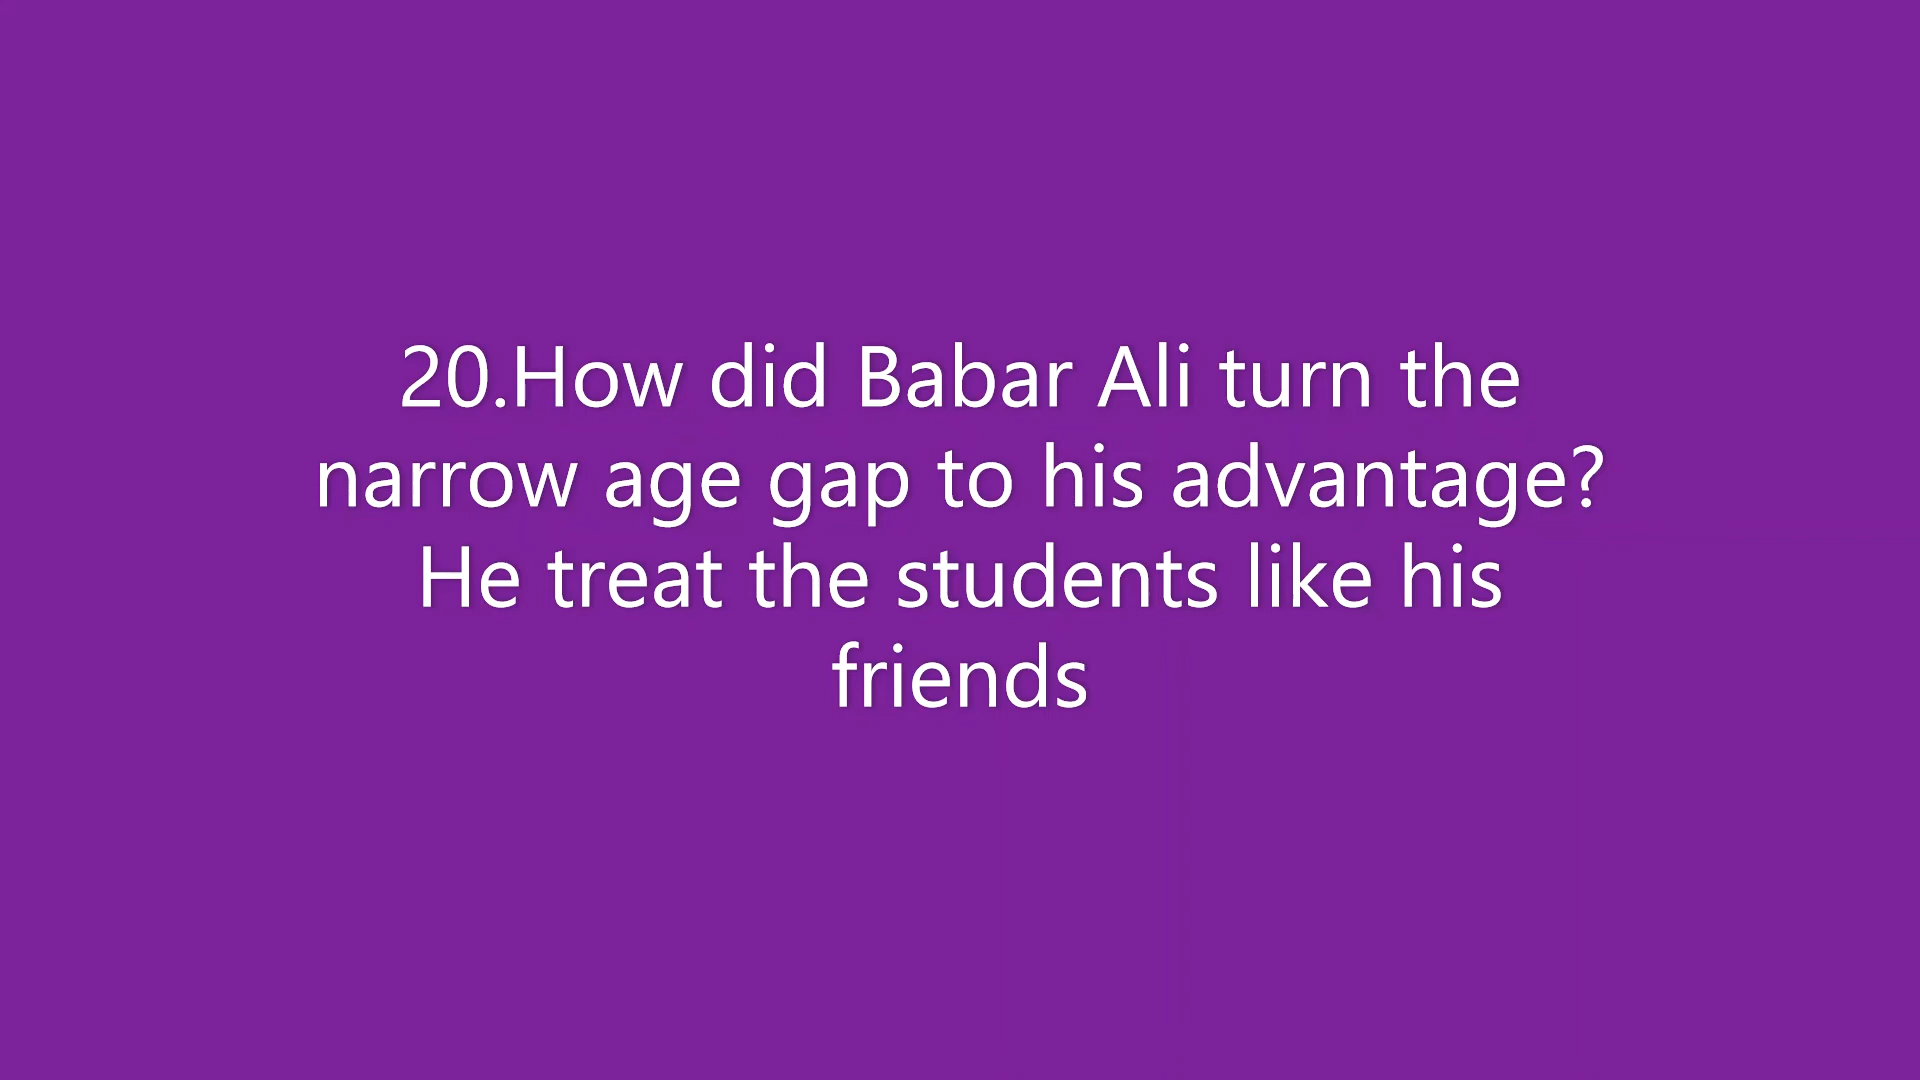 20.How did Babar Ali turn the
narrow age gap to his advantage?
He treat the students like his
friends